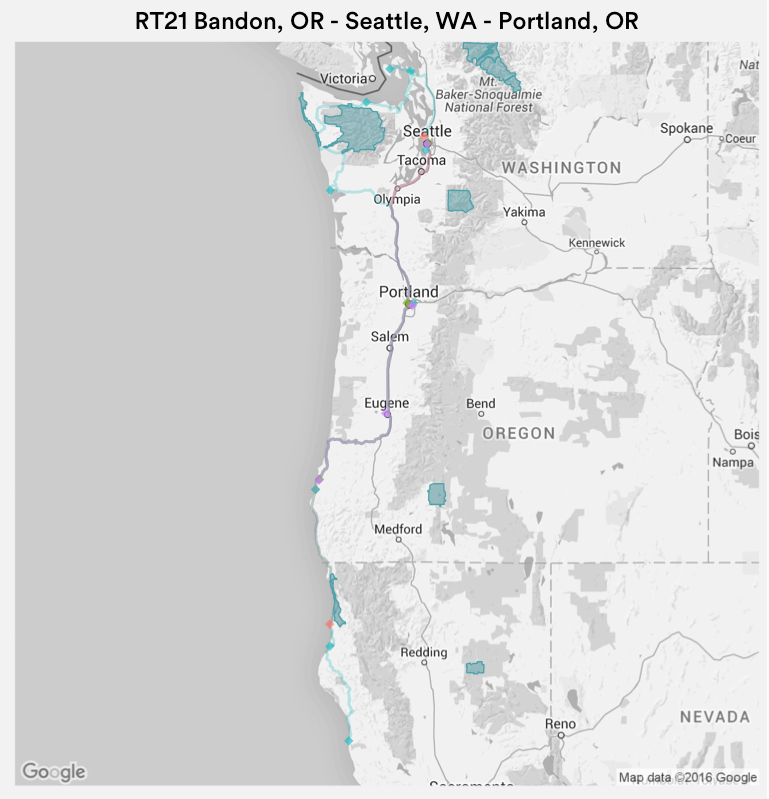 RT21 Bandon, OR - Seattle, WA - Portland, OR
Nat
Victoria
Mt.
Baker-Snoqualmie
National Forest
Seattle
Spokane
Coeur
Tacoma
WASHINGTON
Olympia
Yakima
Kennewick
Portland
Salem
Eugene
Bend
OREGON
Bois
Nampa
Medford
Redding
Reno
NEVADA
Google
Map data ©2016 Google
Sacramento